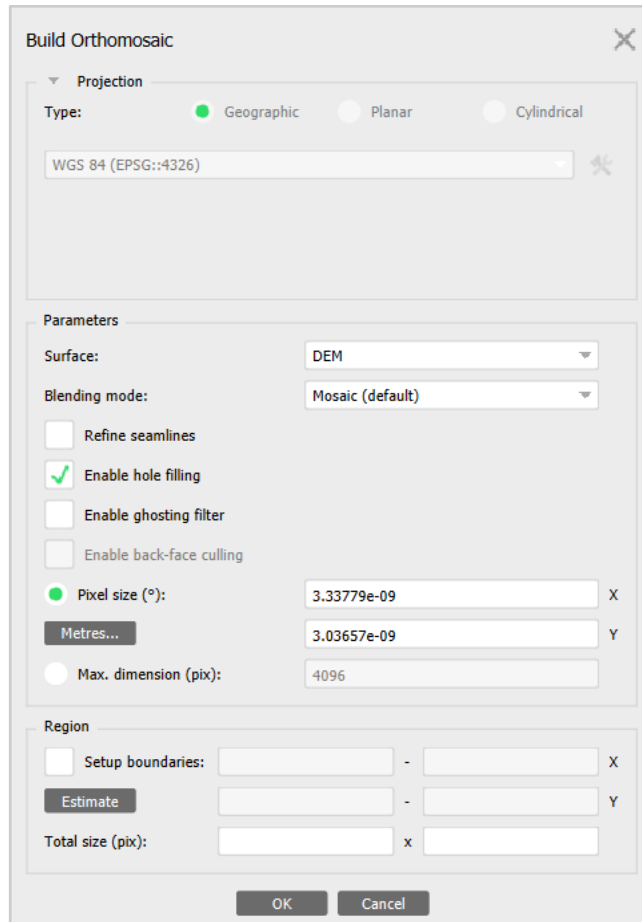 Build Orthomosaic
Projection
Type: Geographic Planar Cylindrical
WGS 84 (EPSG::4326)
Parameters
Surface: DEM
Blending mode: Mosaic (default)
Refine seamlines
Enable hole filling
Enable ghosting filter
Enable back-face culling
Pixel size (°): 3.33779e-09 X
Metres... 3.03657e-09 Y
Max. dimension (pix): 4096
Region
Setup boundaries: - X
Estimate - Y
Total size (pix): x
OK Cancel